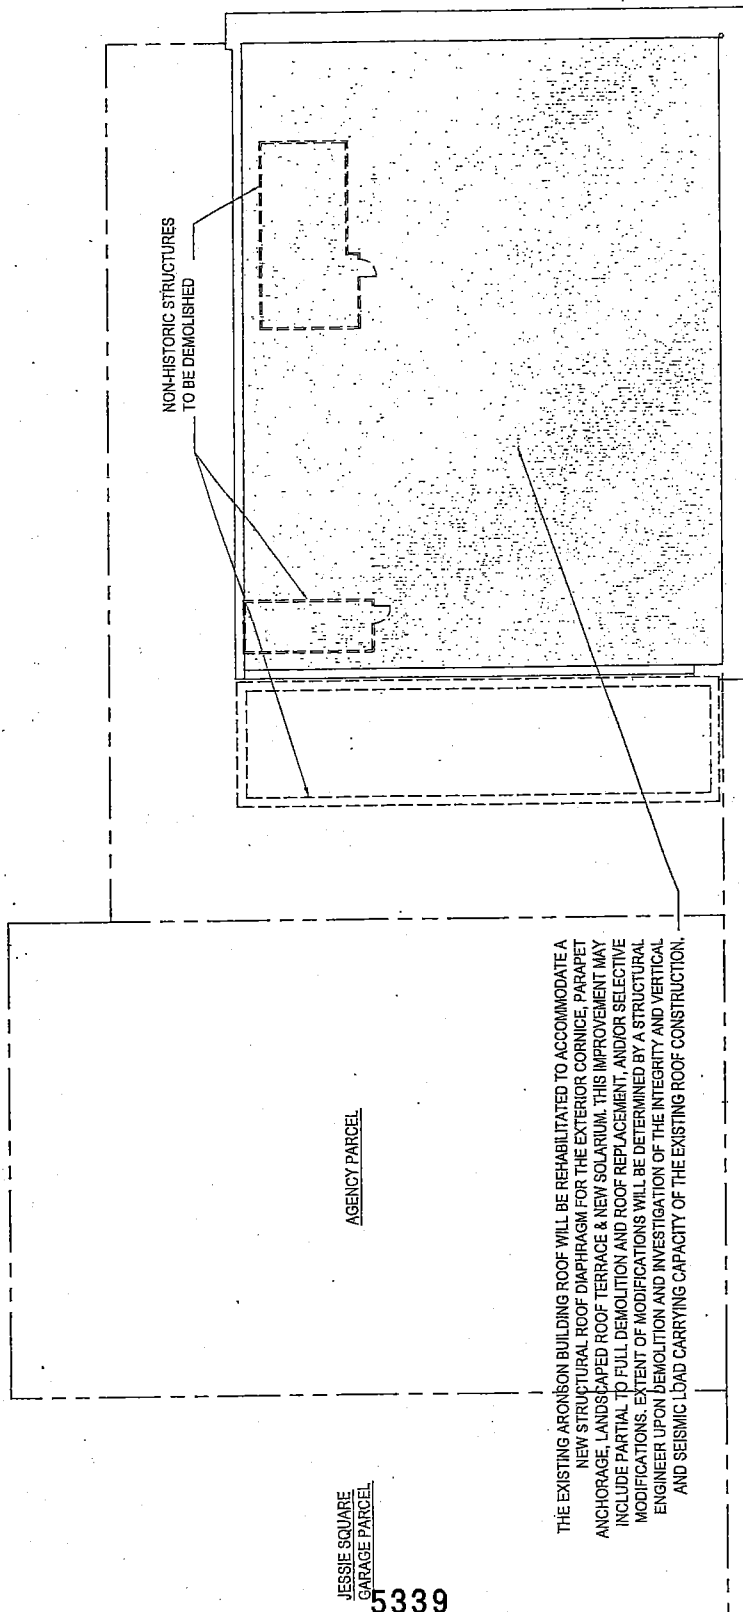 NON-HISTORIC STRUCTURES
TO BE DEMOLISHED
THE EXISTING ARONSON BUILDING ROOF WILL BE REHABILITATED TO ACCOMMODATE A
NEW STRUCTURAL ROOF DIAPHRAGM FOR THE EXTERIOR CORNICE, PARAPET
ANCHORAGE, LANDSCAPED ROOF TERRACE & NEW SOLARIUM. THIS IMPROVEMENT MAY
INCLUDE PARTIAL TO FULL DEMOLITION AND ROOF REPLACEMENT, AND/OR SELECTIVE
MODIFICATIONS. EXTENT OF MODIFICATIONS WILL BE DETERMINED BY A STRUCTURAL
ENGINEER UPON DEMOLITION AND INVESTIGATION OF THE INTEGRITY AND VERTICAL
AND SEISMIC LOAD CARRYING CAPACITY OF THE EXISTING ROOF CONSTRUCTION.
AGENCY PARCEL
JESSIE SQUARE
GARAGE PARCEL
5339